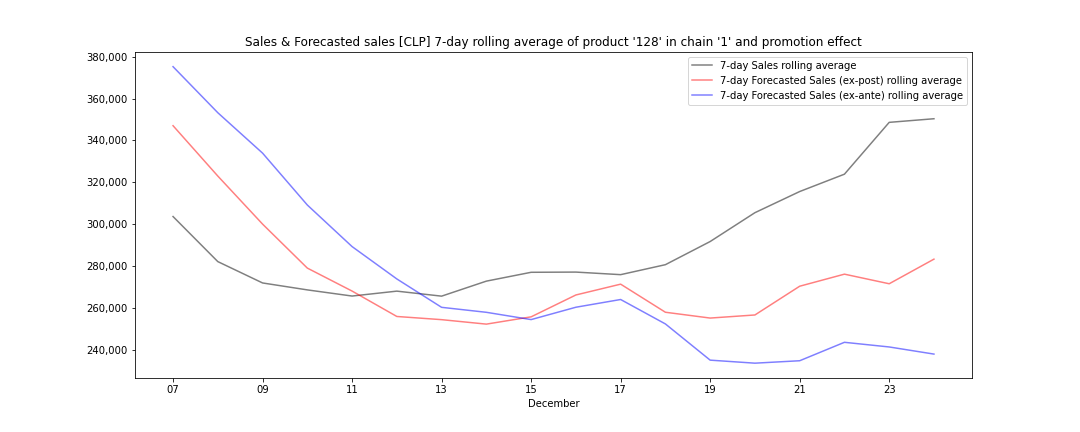 Sales & Forecasted sales [CLP] 7-day rolling average of product '128' in chain '1' and promotion effect
7-day Sales rolling average
7-day Forecasted Sales (ex-post) rolling average
7-day Forecasted Sales (ex-ante) rolling average
380,000
360,000
340,000
320,000
300,000
280,000
260,000
240,000
07 09 11 13 15 17 19 21 23
December